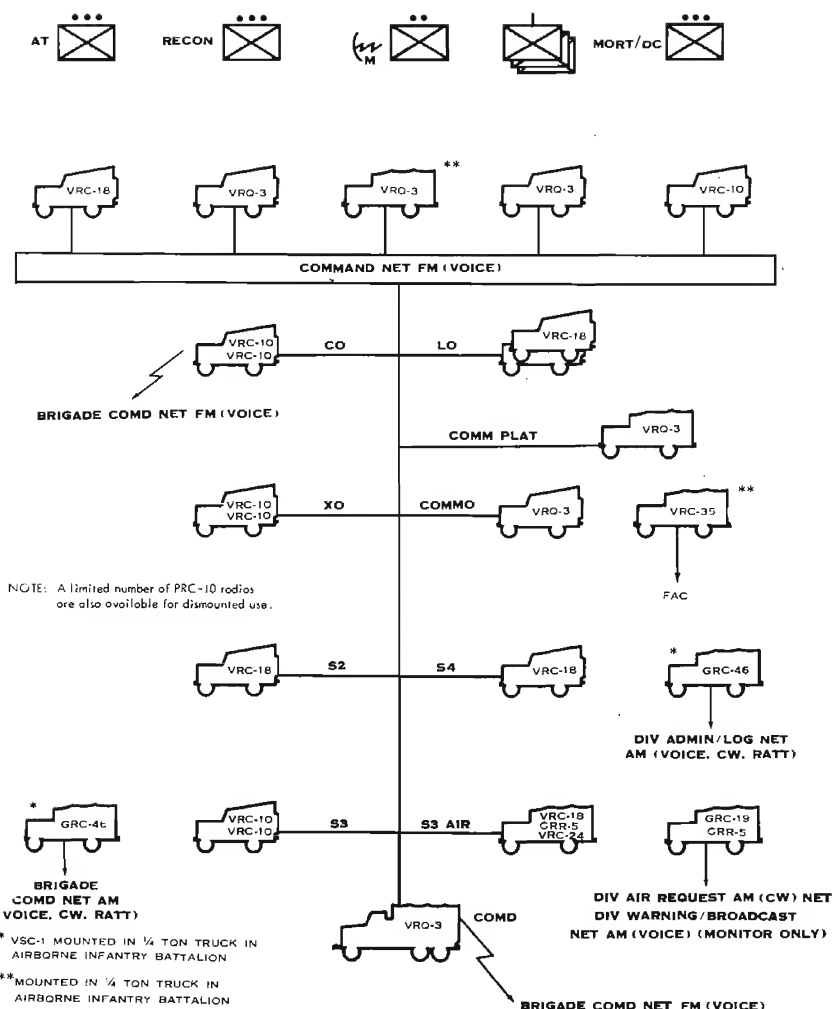 AT
RECON
M
MORT/DC
VRC-18
VRQ-3
VRQ-3 **
VRQ-3
VRC-10
COMMAND NET FM (VOICE)
VRC-10
VRC-10
CO
LO
VRC-18
BRIGADE COMD NET FM (VOICE)
COMM PLAT
VRQ-3
VRC-10
VRC-10
XO
COMMO
VRQ-3
VRC-35 **
FAC
NOTE: A limited number of PRC-10 radios
are also available for dismounted use.
VRC-18
S2
S4
VRC-18
* GRC-46
DIV ADMIN/LOG NET
AM (VOICE, CW, RATT)
* GRC-46
BRIGADE
COMD NET AM
VOICE, CW, RATT)
VRC-10
VRC-10
S3
S3 AIR
VRC-18
GRR-5
VRC-24
GRC-19
GRR-5
DIV AIR REQUEST AM (CW) NET
DIV WARNING/BROADCAST
NET AM (VOICE) (MONITOR ONLY)
VRQ-3
COMD
BRIGADE COMD NET FM (VOICE)
* VSC-1 MOUNTED IN ¼ TON TRUCK IN
AIRBORNE INFANTRY BATTALION
** MOUNTED IN ¼ TON TRUCK IN
AIRBORNE INFANTRY BATTALION